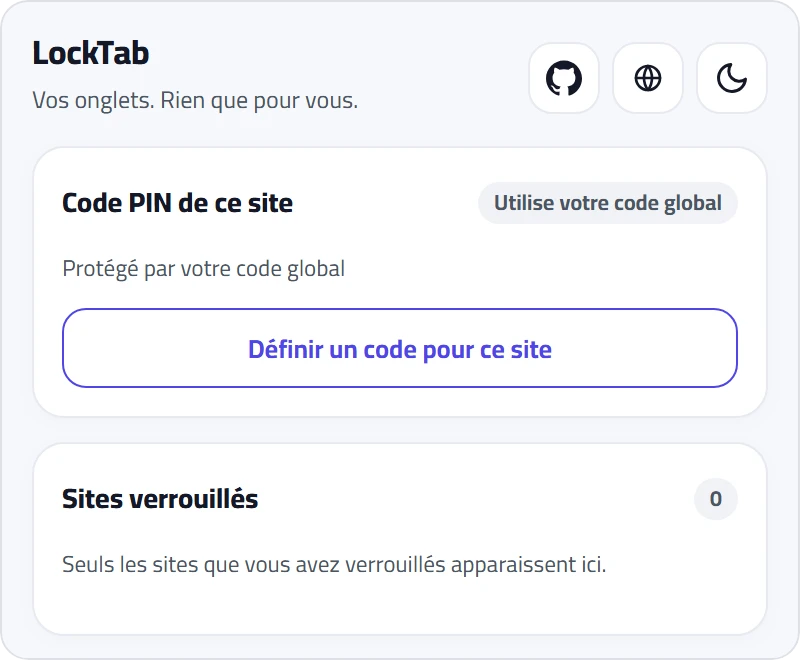 LockTab
Vos onglets. Rien que pour vous.
Code PIN de ce site
Utilise votre code global
Protégé par votre code global
Définir un code pour ce site
Sites verrouillés
0
Seuls les sites que vous avez verrouillés apparaissent ici.